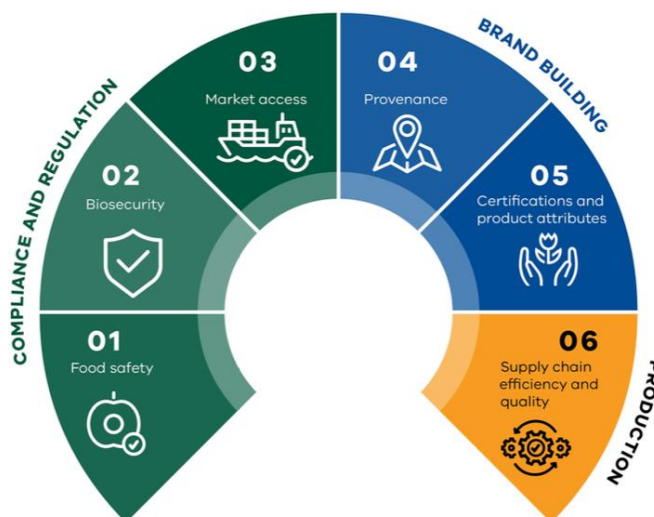 COMPLIANCE AND REGULATION
01
Food safety
02
Biosecurity
03
Market access
BRAND BUILDING
04
Provenance
05
Certifications and
product attributes
PRODUCTION
06
Supply chain
efficiency and
quality